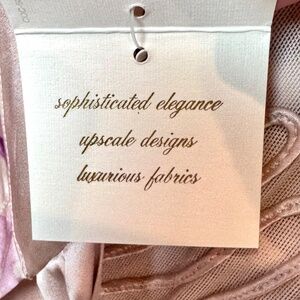 sophisticated elegance
upscale designs
luxurious fabrics